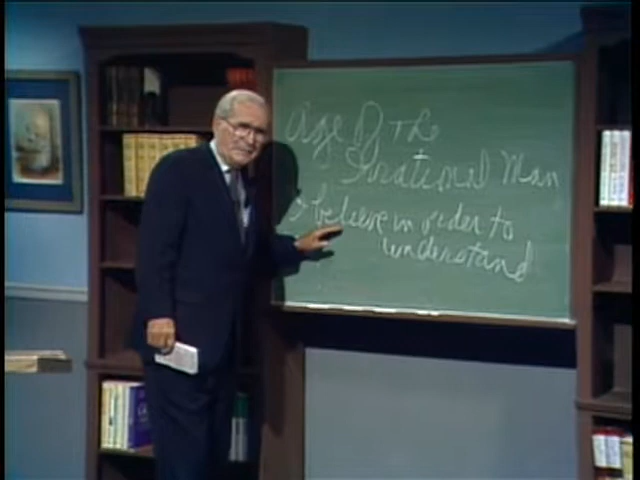 Age of the
Irrational Man
I believe in order to
understand